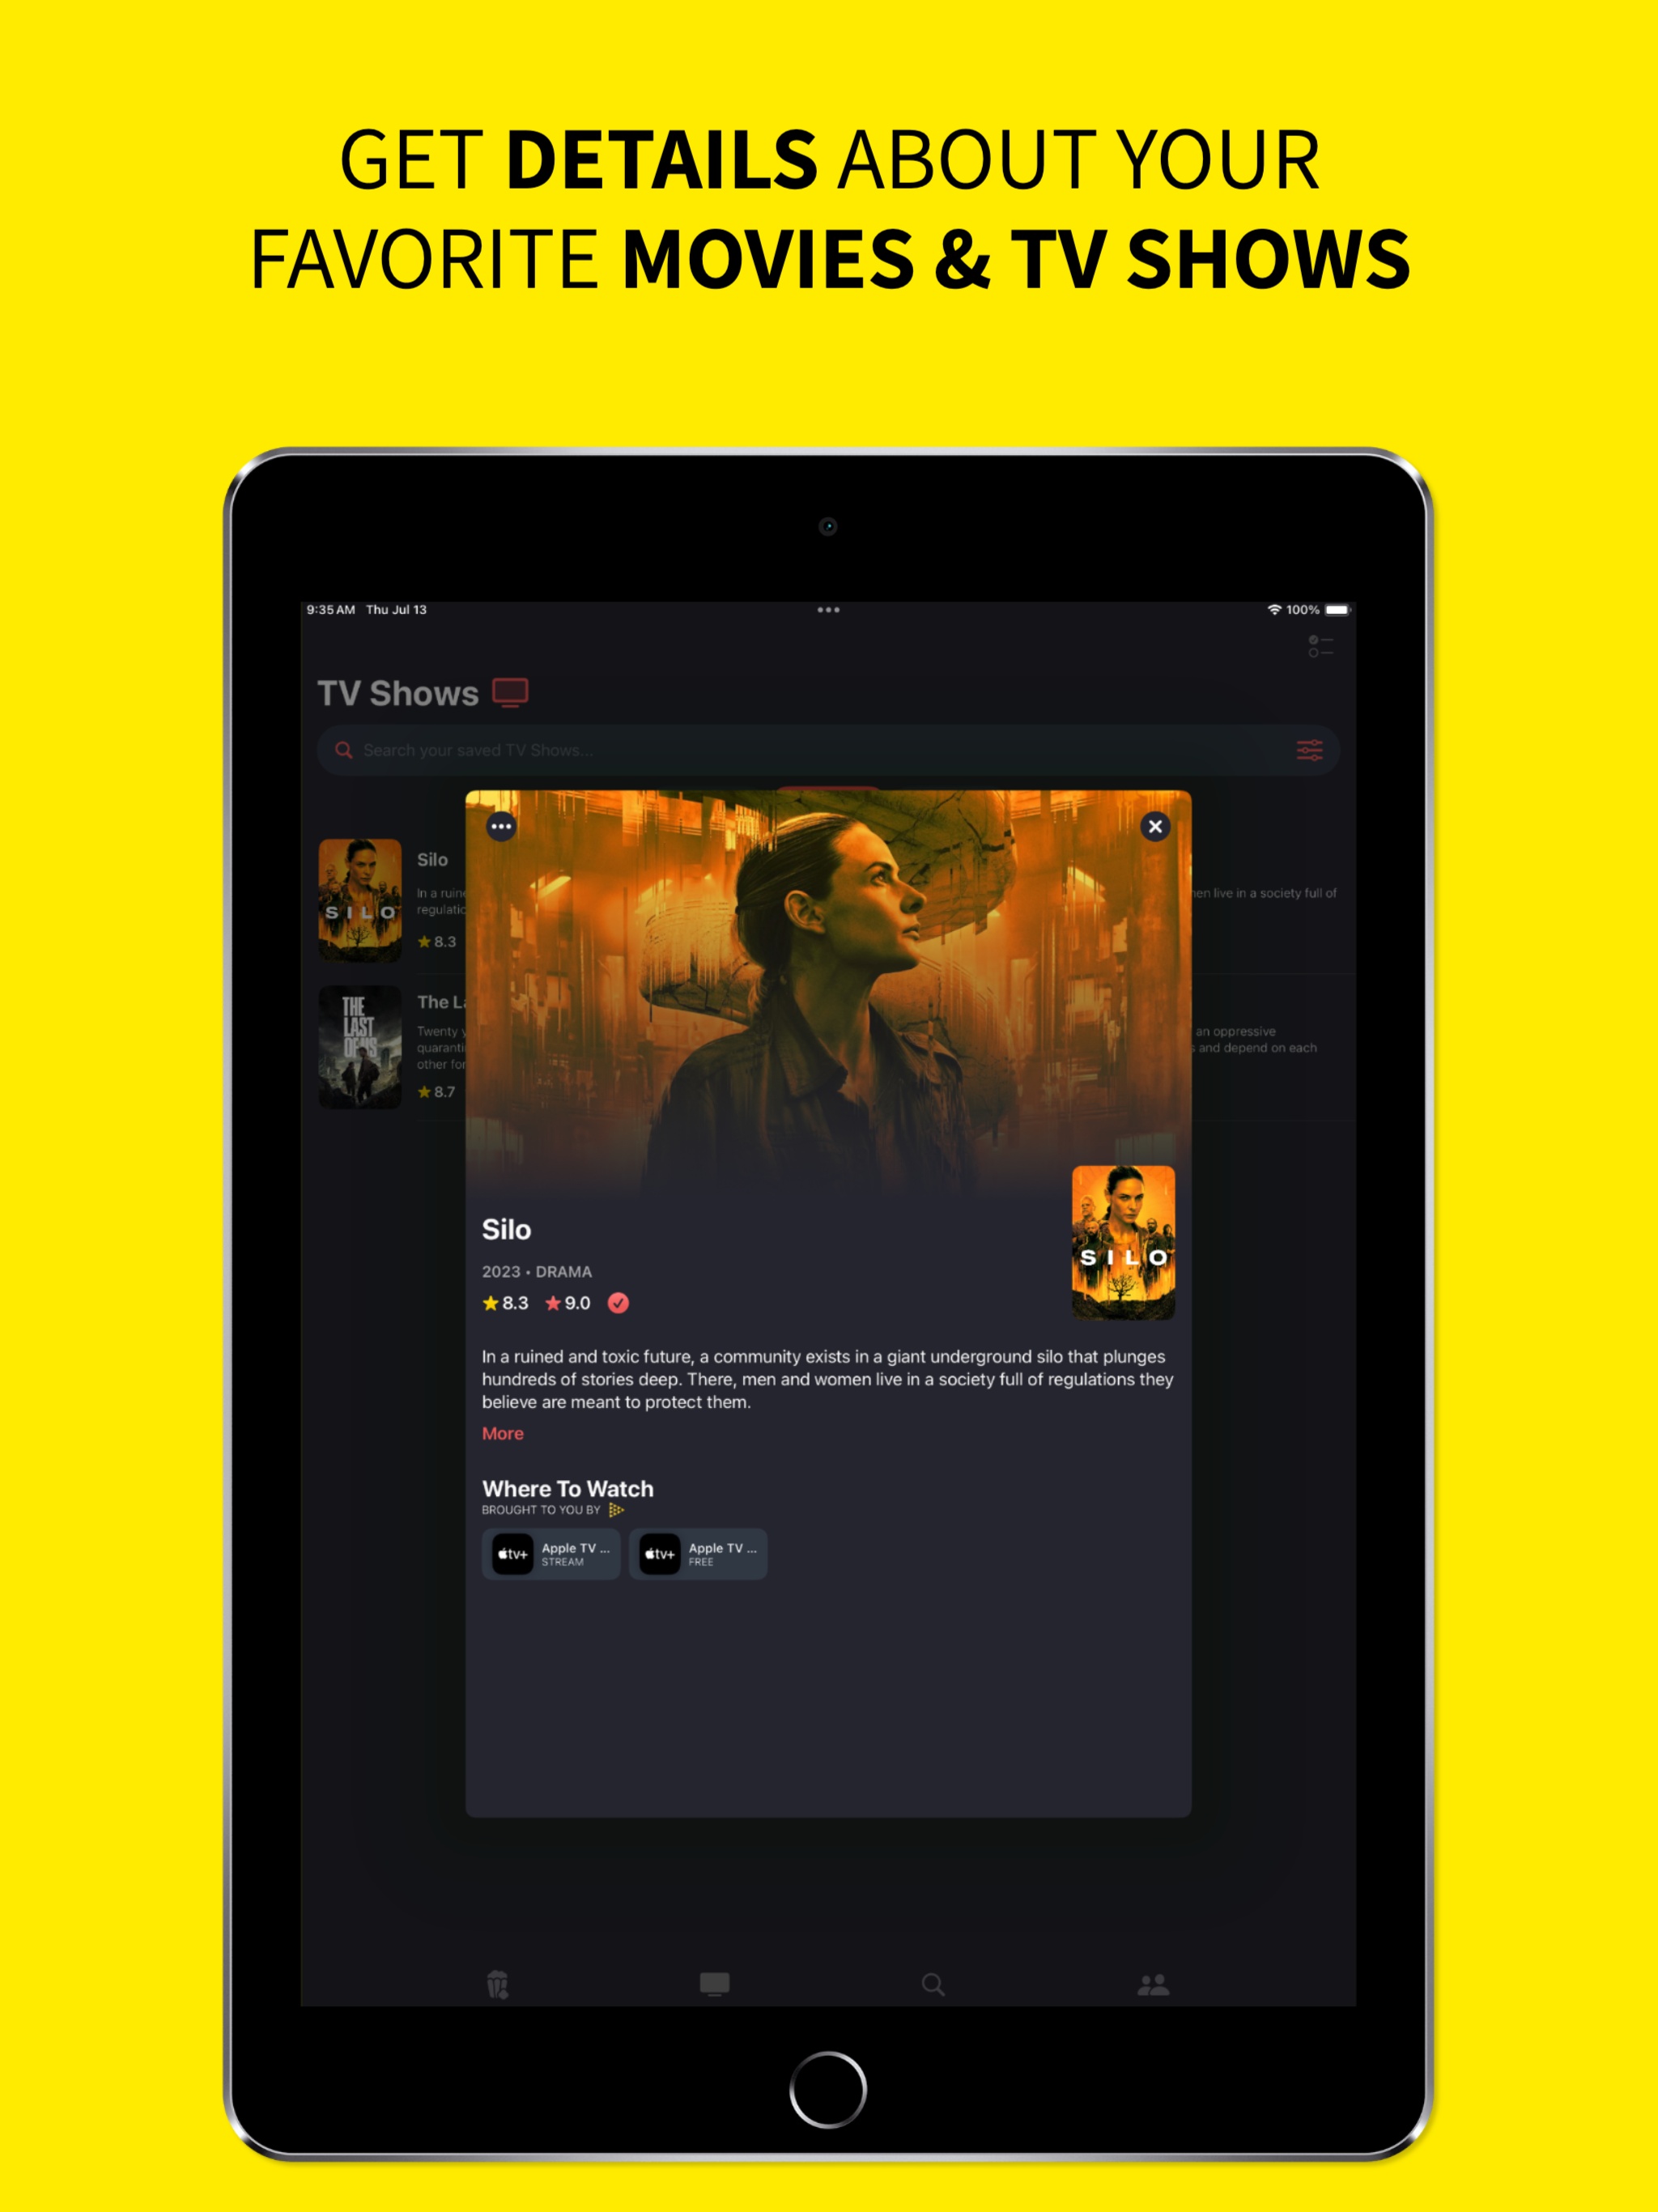 GET DETAILS ABOUT YOUR
FAVORITE MOVIES & TV SHOWS
9:35 AM Thu Jul 13
100%
TV Shows
Search your saved TV Shows...
Silo
In a ruine
regulatic
men live in a society full of
8.3
SILO
The La
Twenty y
quaranti
other for
an oppressive
s and depend on each
8.7
THE
LAST
OF US
Silo
2023 • DRAMA
8.3 9.0
SILO
In a ruined and toxic future, a community exists in a giant underground silo that plunges
hundreds of stories deep. There, men and women live in a society full of regulations they
believe are meant to protect them.
More
Where To Watch
BROUGHT TO YOU BY
tv+ Apple TV ...
STREAM
tv+ Apple TV ...
FREE